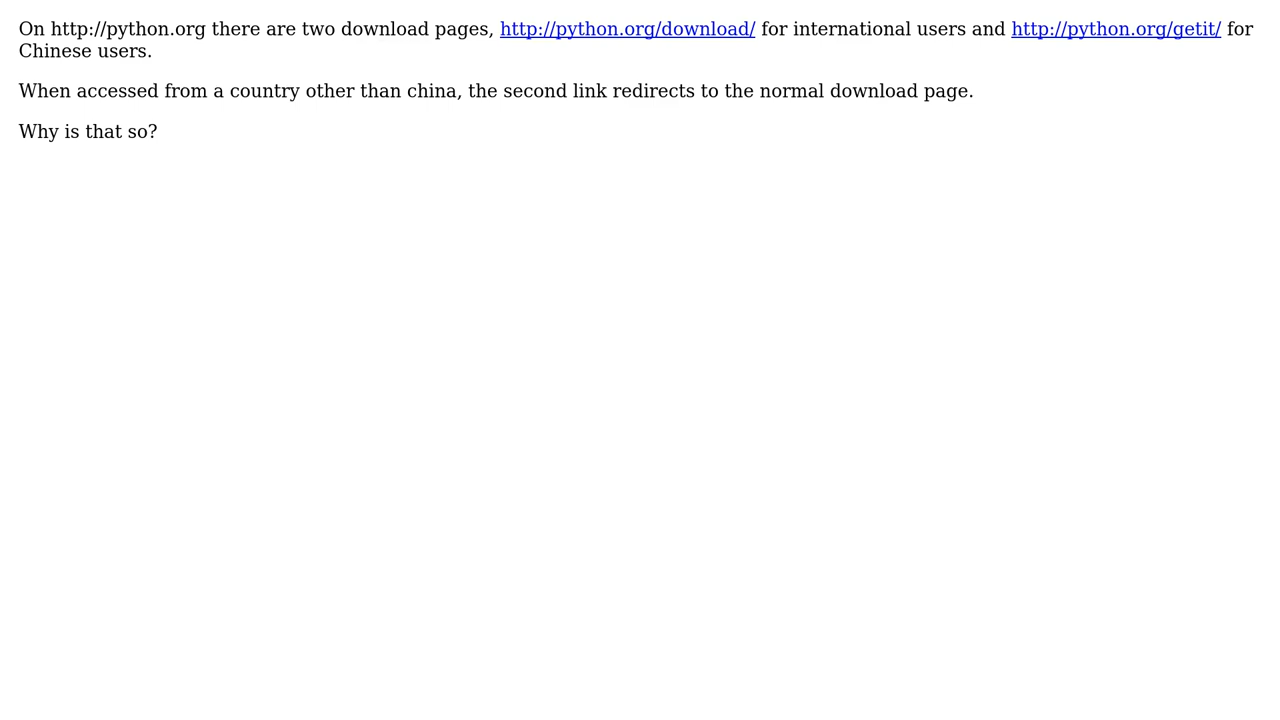 On http://python.org there are two download pages, http://python.org/download/ for international users and http://python.org/getit/ for
Chinese users.
When accessed from a country other than china, the second link redirects to the normal download page.
Why is that so?